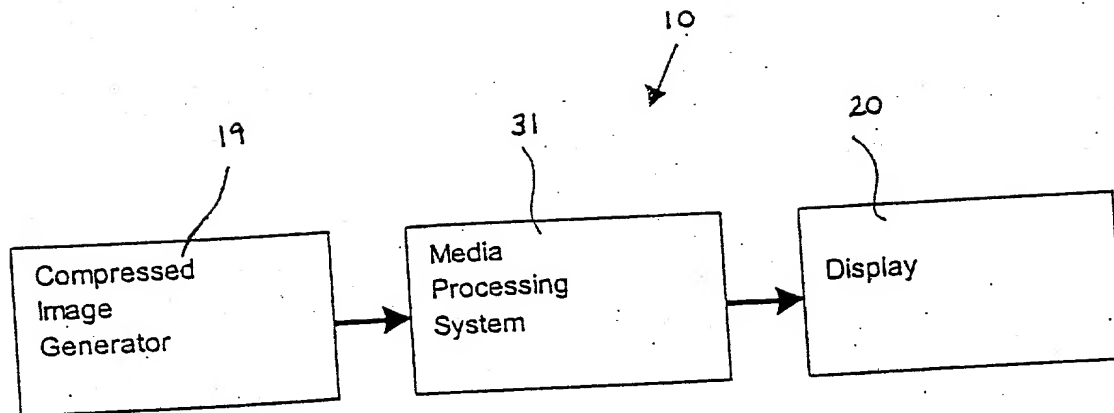 10
19
31
20
Compressed
Image
Generator
Media
Processing
System
Display